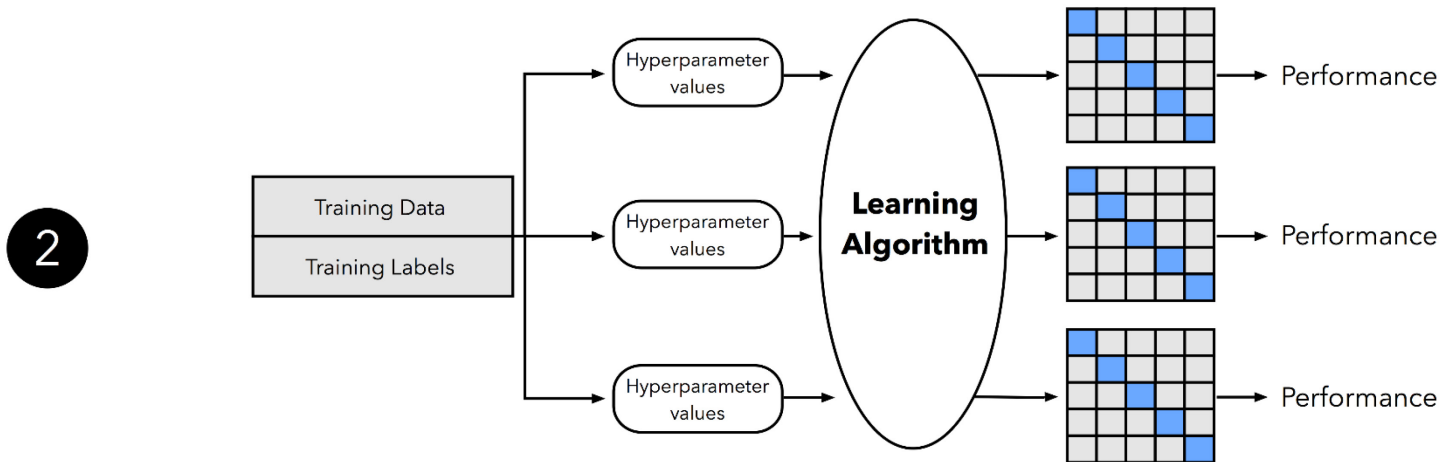 2
Training Data
Training Labels
Hyperparameter
values
Hyperparameter
values
Hyperparameter
values
Learning
Algorithm
Performance
Performance
Performance